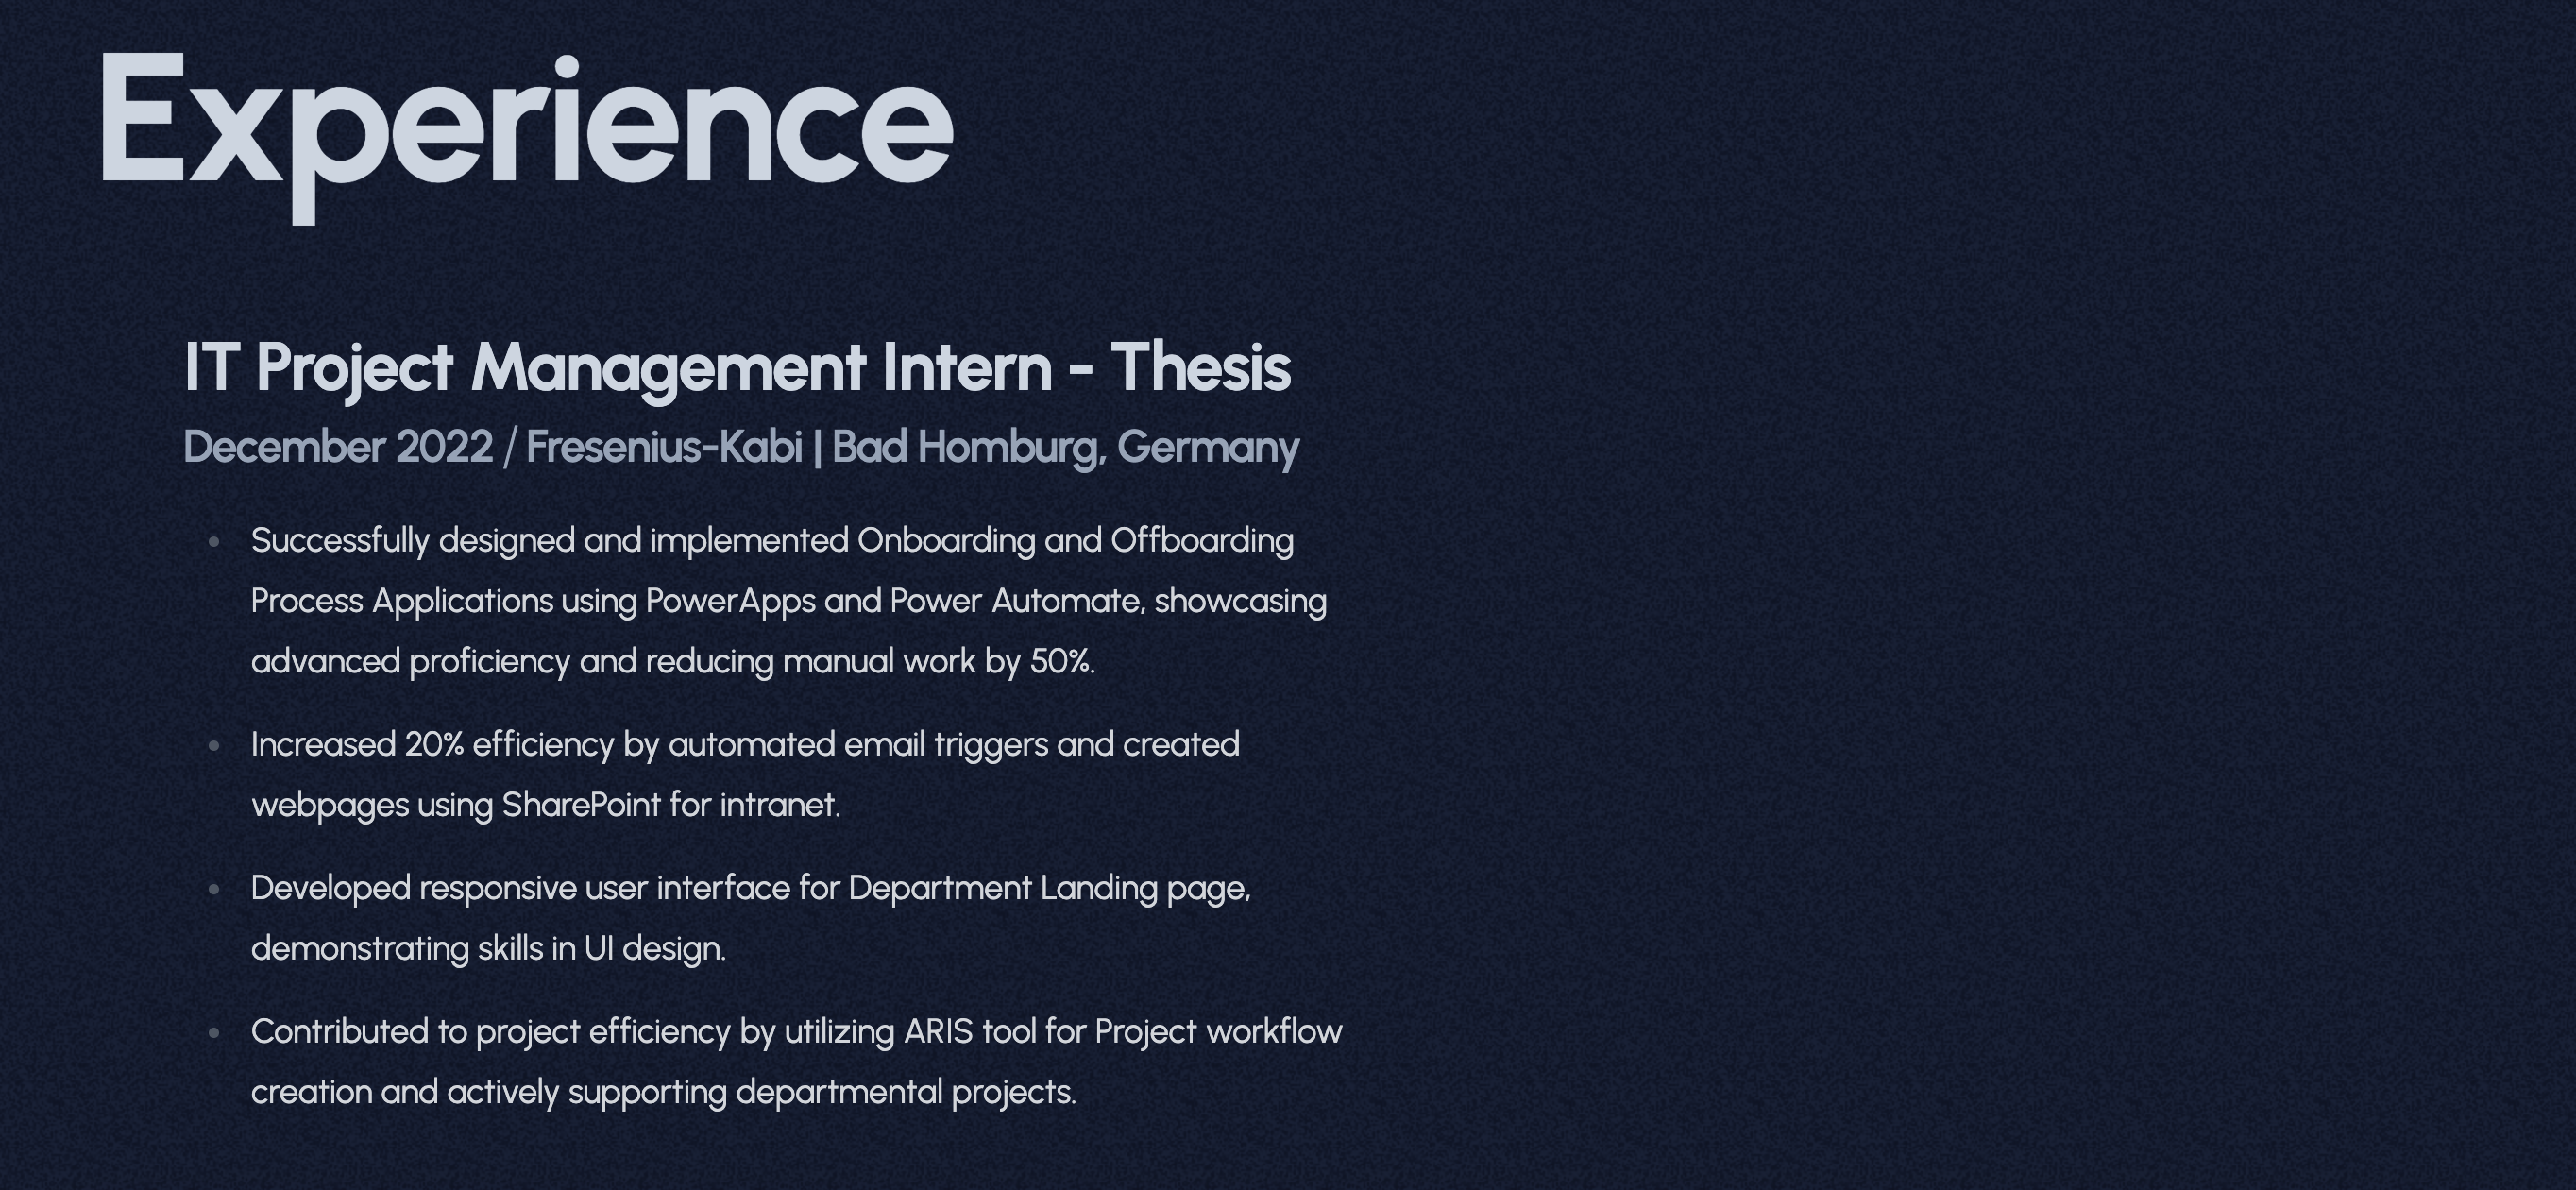 Experience
IT Project Management Intern - Thesis
December 2022 / Fresenius-Kabi | Bad Homburg, Germany
• Successfully designed and implemented Onboarding and Offboarding
Process Applications using PowerApps and Power Automate, showcasing
advanced proficiency and reducing manual work by 50%.
• Increased 20% efficiency by automated email triggers and created
webpages using SharePoint for intranet.
• Developed responsive user interface for Department Landing page,
demonstrating skills in UI design.
• Contributed to project efficiency by utilizing ARIS tool for Project workflow
creation and actively supporting departmental projects.